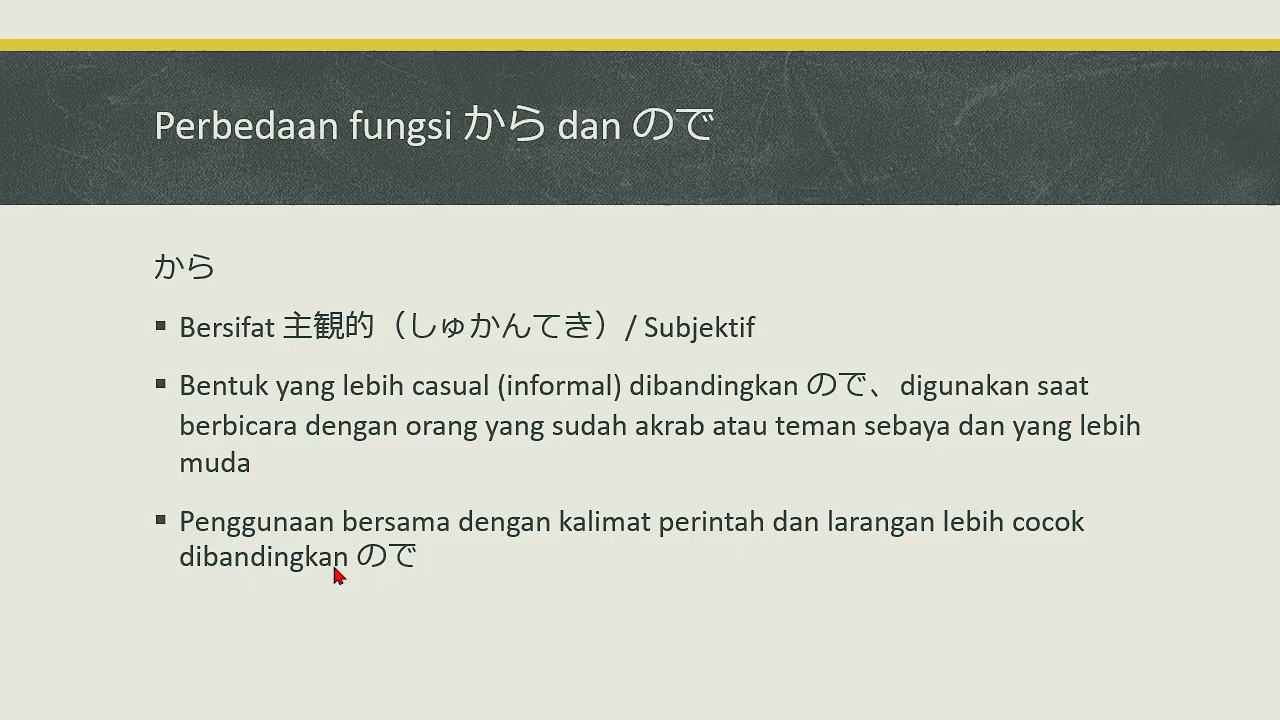 Perbedaan fungsi から dan ので
から
▪ Bersifat 主観的（しゅかんてき）/ Subjektif
▪ Bentuk yang lebih casual (informal) dibandingkan ので、digunakan saat
berbicara dengan orang yang sudah akrab atau teman sebaya dan yang lebih
muda
▪ Penggunaan bersama dengan kalimat perintah dan larangan lebih cocok
dibandingkan ので